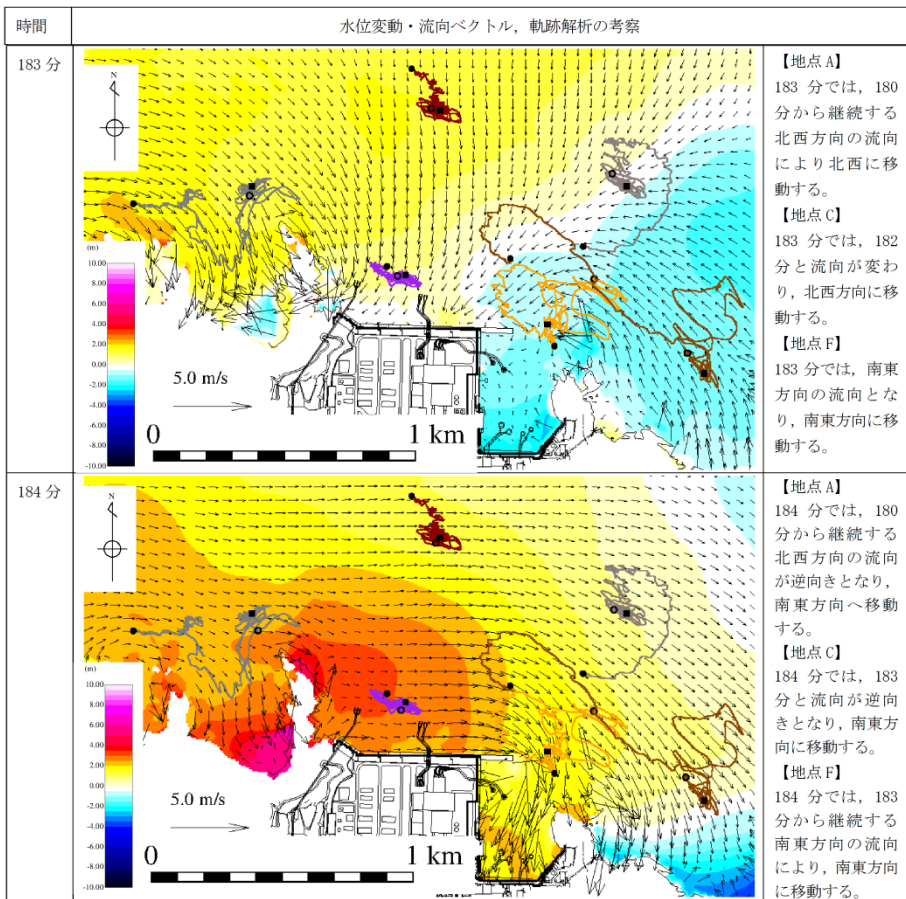 時間
水位変動・流向ベクトル，軌跡解析の考察
183 分
N
(m)
10.00
8.00
6.00
4.00
2.00
0.00
-2.00
-4.00
-6.00
-8.00
-10.00
5.0 m/s
0
1 km
【地点 A】
183 分では，180
分から継続する
北西方向の流向
により北西に移
動する。
【地点 C】
183 分では，182
分と流向が変わ
り，北西方向に移
動する。
【地点 F】
183 分では，南東
方向の流向とな
り，南東方向に移
動する。
184 分
N
(m)
10.00
8.00
6.00
4.00
2.00
0.00
-2.00
-4.00
-6.00
-8.00
-10.00
5.0 m/s
0
1 km
【地点 A】
184 分では，180
分から継続する
北西方向の流向
が逆向きとなり，
南東方向へ移動
する。
【地点 C】
184 分では，183
分と流向が逆向
きとなり，南東方
向に移動する。
【地点 F】
184 分では，183
分から継続する
南東方向の流向
により，南東方向
に移動する。